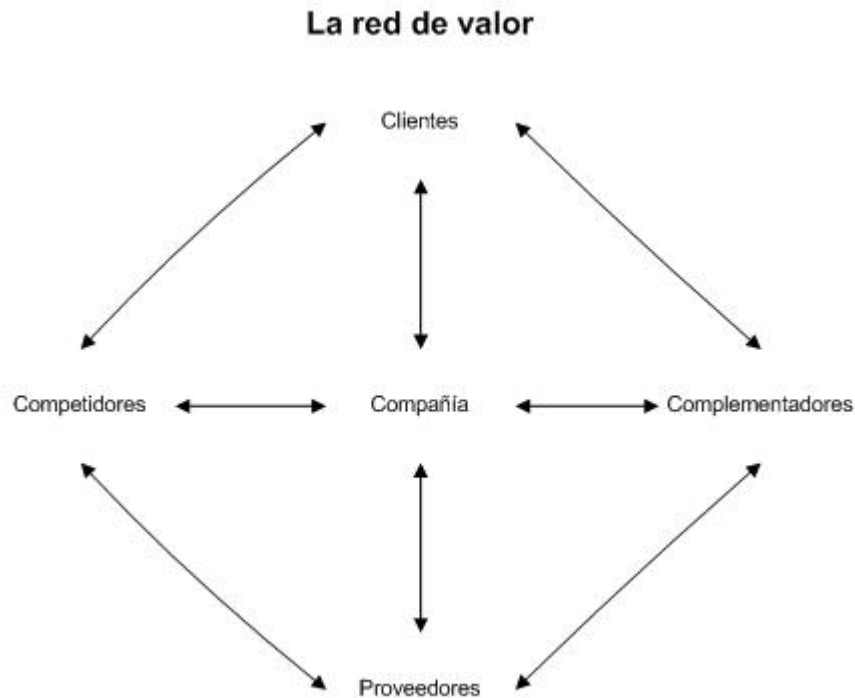 La red de valor
Clientes
Competidores
Compañía
Complementadores
Proveedores